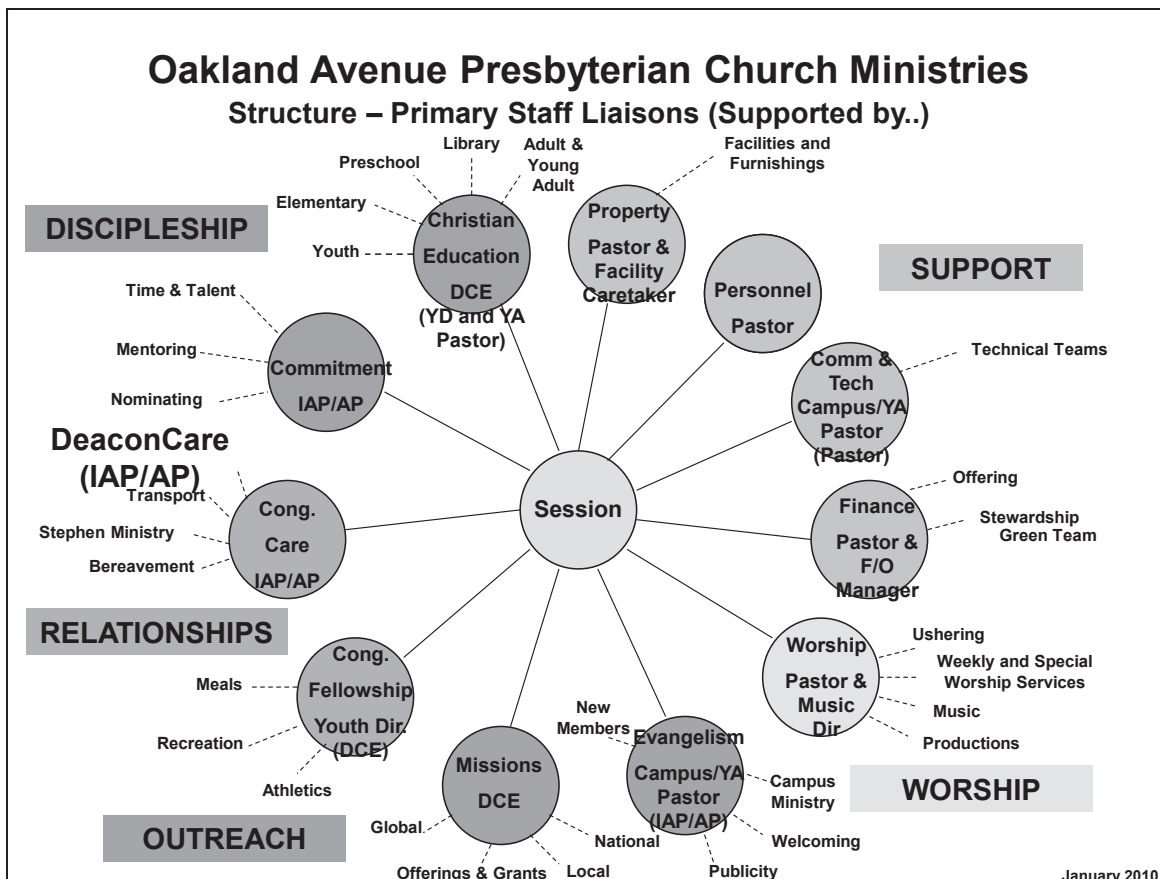 Oakland Avenue Presbyterian Church Ministries
Structure – Primary Staff Liaisons (Supported by..)
DISCIPLESHIP
Library
Adult &
Young
Adult
Preschool
Elementary
Youth
Christian
Education
DCE
(YD and YA
Pastor)
Facilities and
Furnishings
Property
Pastor &
Facility
Caretaker
SUPPORT
Personnel
Pastor
Time & Talent
Mentoring
Nominating
Commitment
IAP/AP
Comm &
Tech
Campus/YA
Pastor
(Pastor)
Technical Teams
DeaconCare
(IAP/AP)
Transport
Stephen Ministry
Bereavement
Cong.
Care
IAP/AP
Session
Finance
Pastor &
F/O
Manager
Offering
Stewardship
Green Team
RELATIONSHIPS
Cong.
Fellowship
Youth Dir.
(DCE)
Meals
Recreation
Athletics
Worship
Pastor &
Music
Dir
Ushering
Weekly and Special
Worship Services
Music
Productions
WORSHIP
OUTREACH
Missions
DCE
Global
Offerings & Grants
Local
National
New
Members
Evangelism
Campus/YA
Pastor
(IAP/AP)
Campus
Ministry
Welcoming
Publicity
January 2010